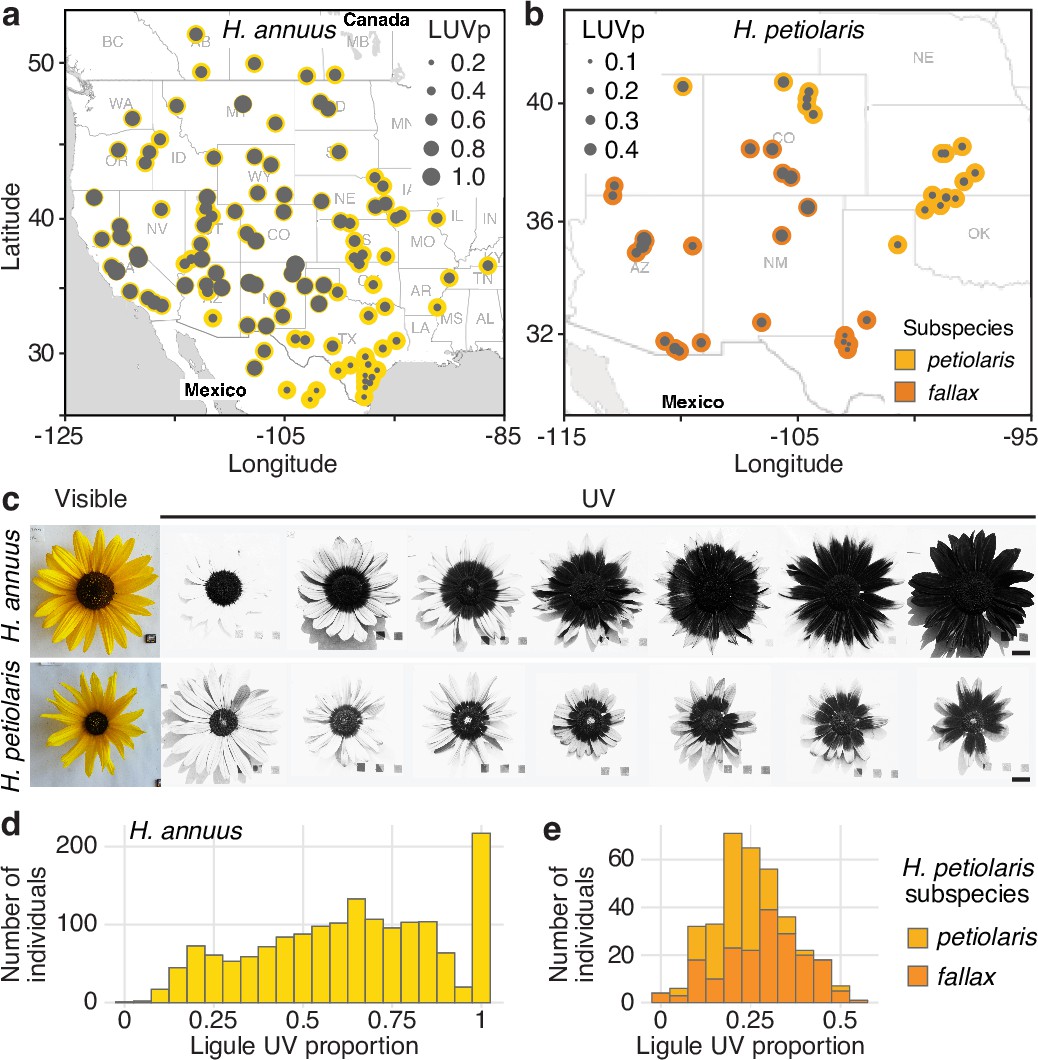 a
Canada
H. annuus
LUVp
0.2
0.4
0.6
0.8
1.0
BC
AB
MB
WA
MT
MN
OR
ID
WY
IA
NE
NV
UT
CO
IL
IN
MO
KY
CA
AZ
TN
AR
MS
AL
LA
TX
Mexico
50
40
30
Latitude
-125
-105
-85
Longitude
b
H. petiolaris
LUVp
0.1
0.2
0.3
0.4
NE
CO
OK
AZ
NM
Mexico
Subspecies
petiolaris
fallax
40
36
32
-115
-105
-95
Longitude
c
Visible
UV
H. annuus
H. petiolaris
d
H. annuus
Number of
individuals
200
100
0
0
0.25
0.5
0.75
1
Ligule UV proportion
e
Number of
individuals
60
40
20
0
0
0.25
0.5
Ligule UV proportion
H. petiolaris
subspecies
petiolaris
fallax